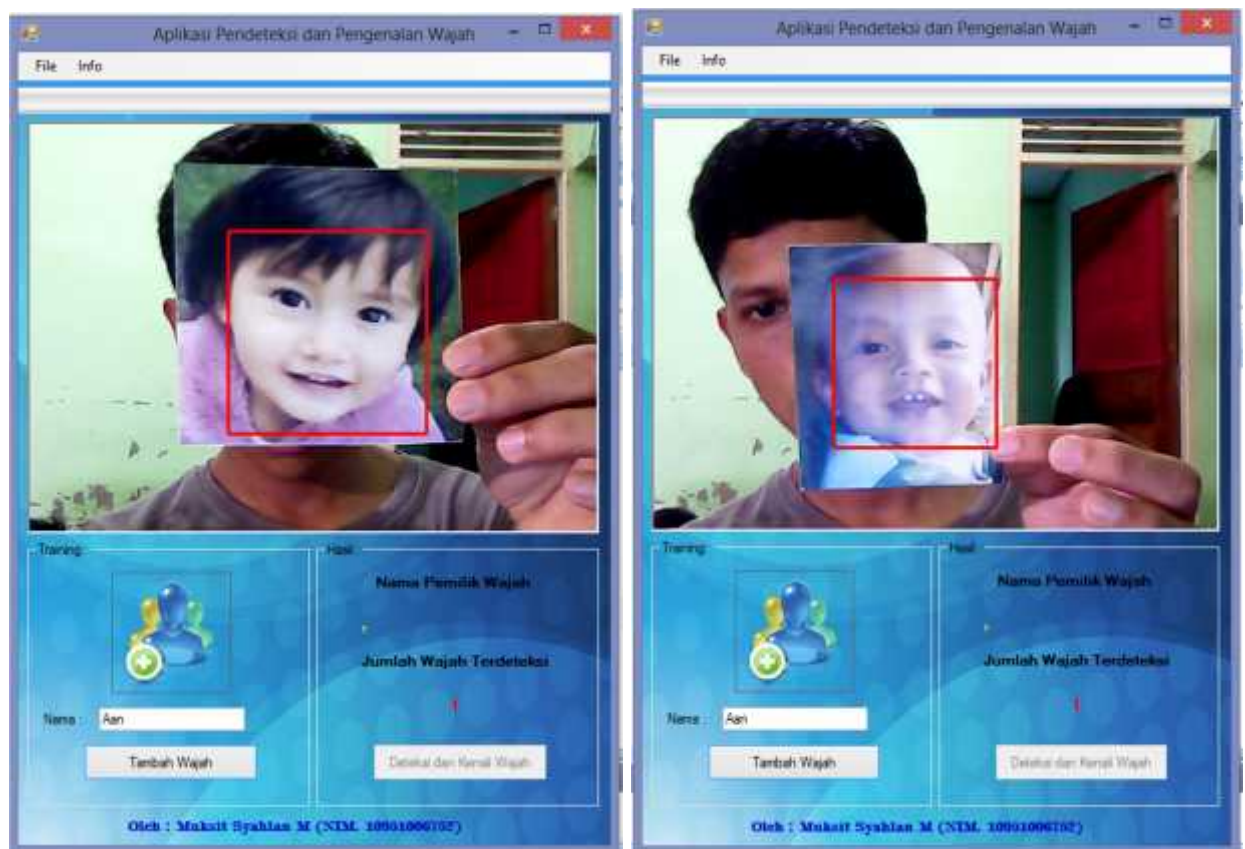 Aplikasi Pendeteksi dan Pengenalan Wajah
File Info
Training
Hasil
Nama Pemilik Wajah
Jumlah Wajah Terdeteksi
1
Nama : Aan
Tambah Wajah
Deteksi dan Kenali Wajah
Oleh : Muksit Syahlan M (NIM.
Aplikasi Pendeteksi dan Pengenalan Wajah
File Info
Training
Hasil
Nama Pemilik Wajah
Jumlah Wajah Terdeteksi
1
Nama : Aan
Tambah Wajah
Deteksi dan Kenali Wajah
Oleh : Muksit Syahlan M (NIM.